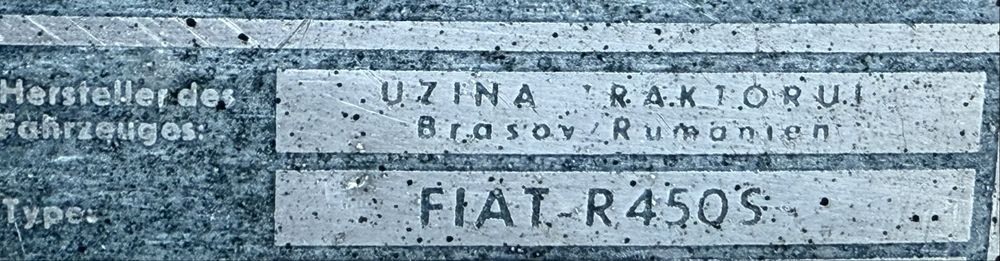 Hersteller des
Fahrzeuges:
UZINA TRAKTORUL
Brasov/Rumänien
Type:
FIAT-R450S